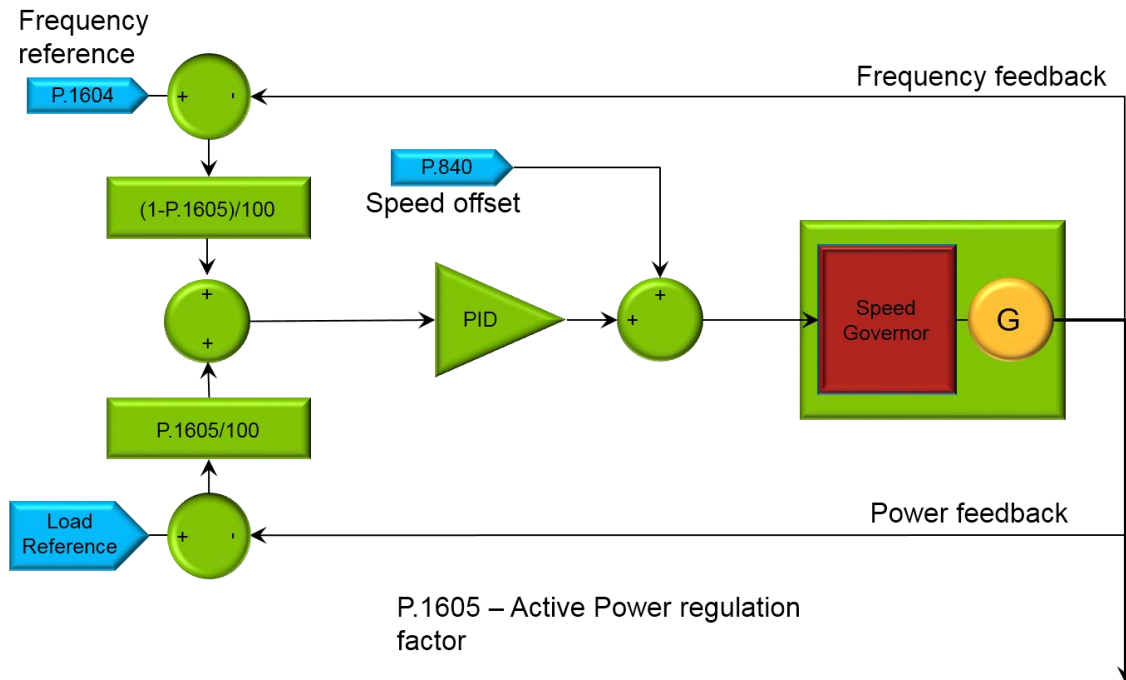 Frequency
reference
P.1604
+ -
Frequency feedback
P.840
Speed offset
(1-P.1605)/100
+
+
PID
+
+
Speed
Governor
G
P.1605/100
Load
Reference
+ -
Power feedback
P.1605 – Active Power regulation
factor